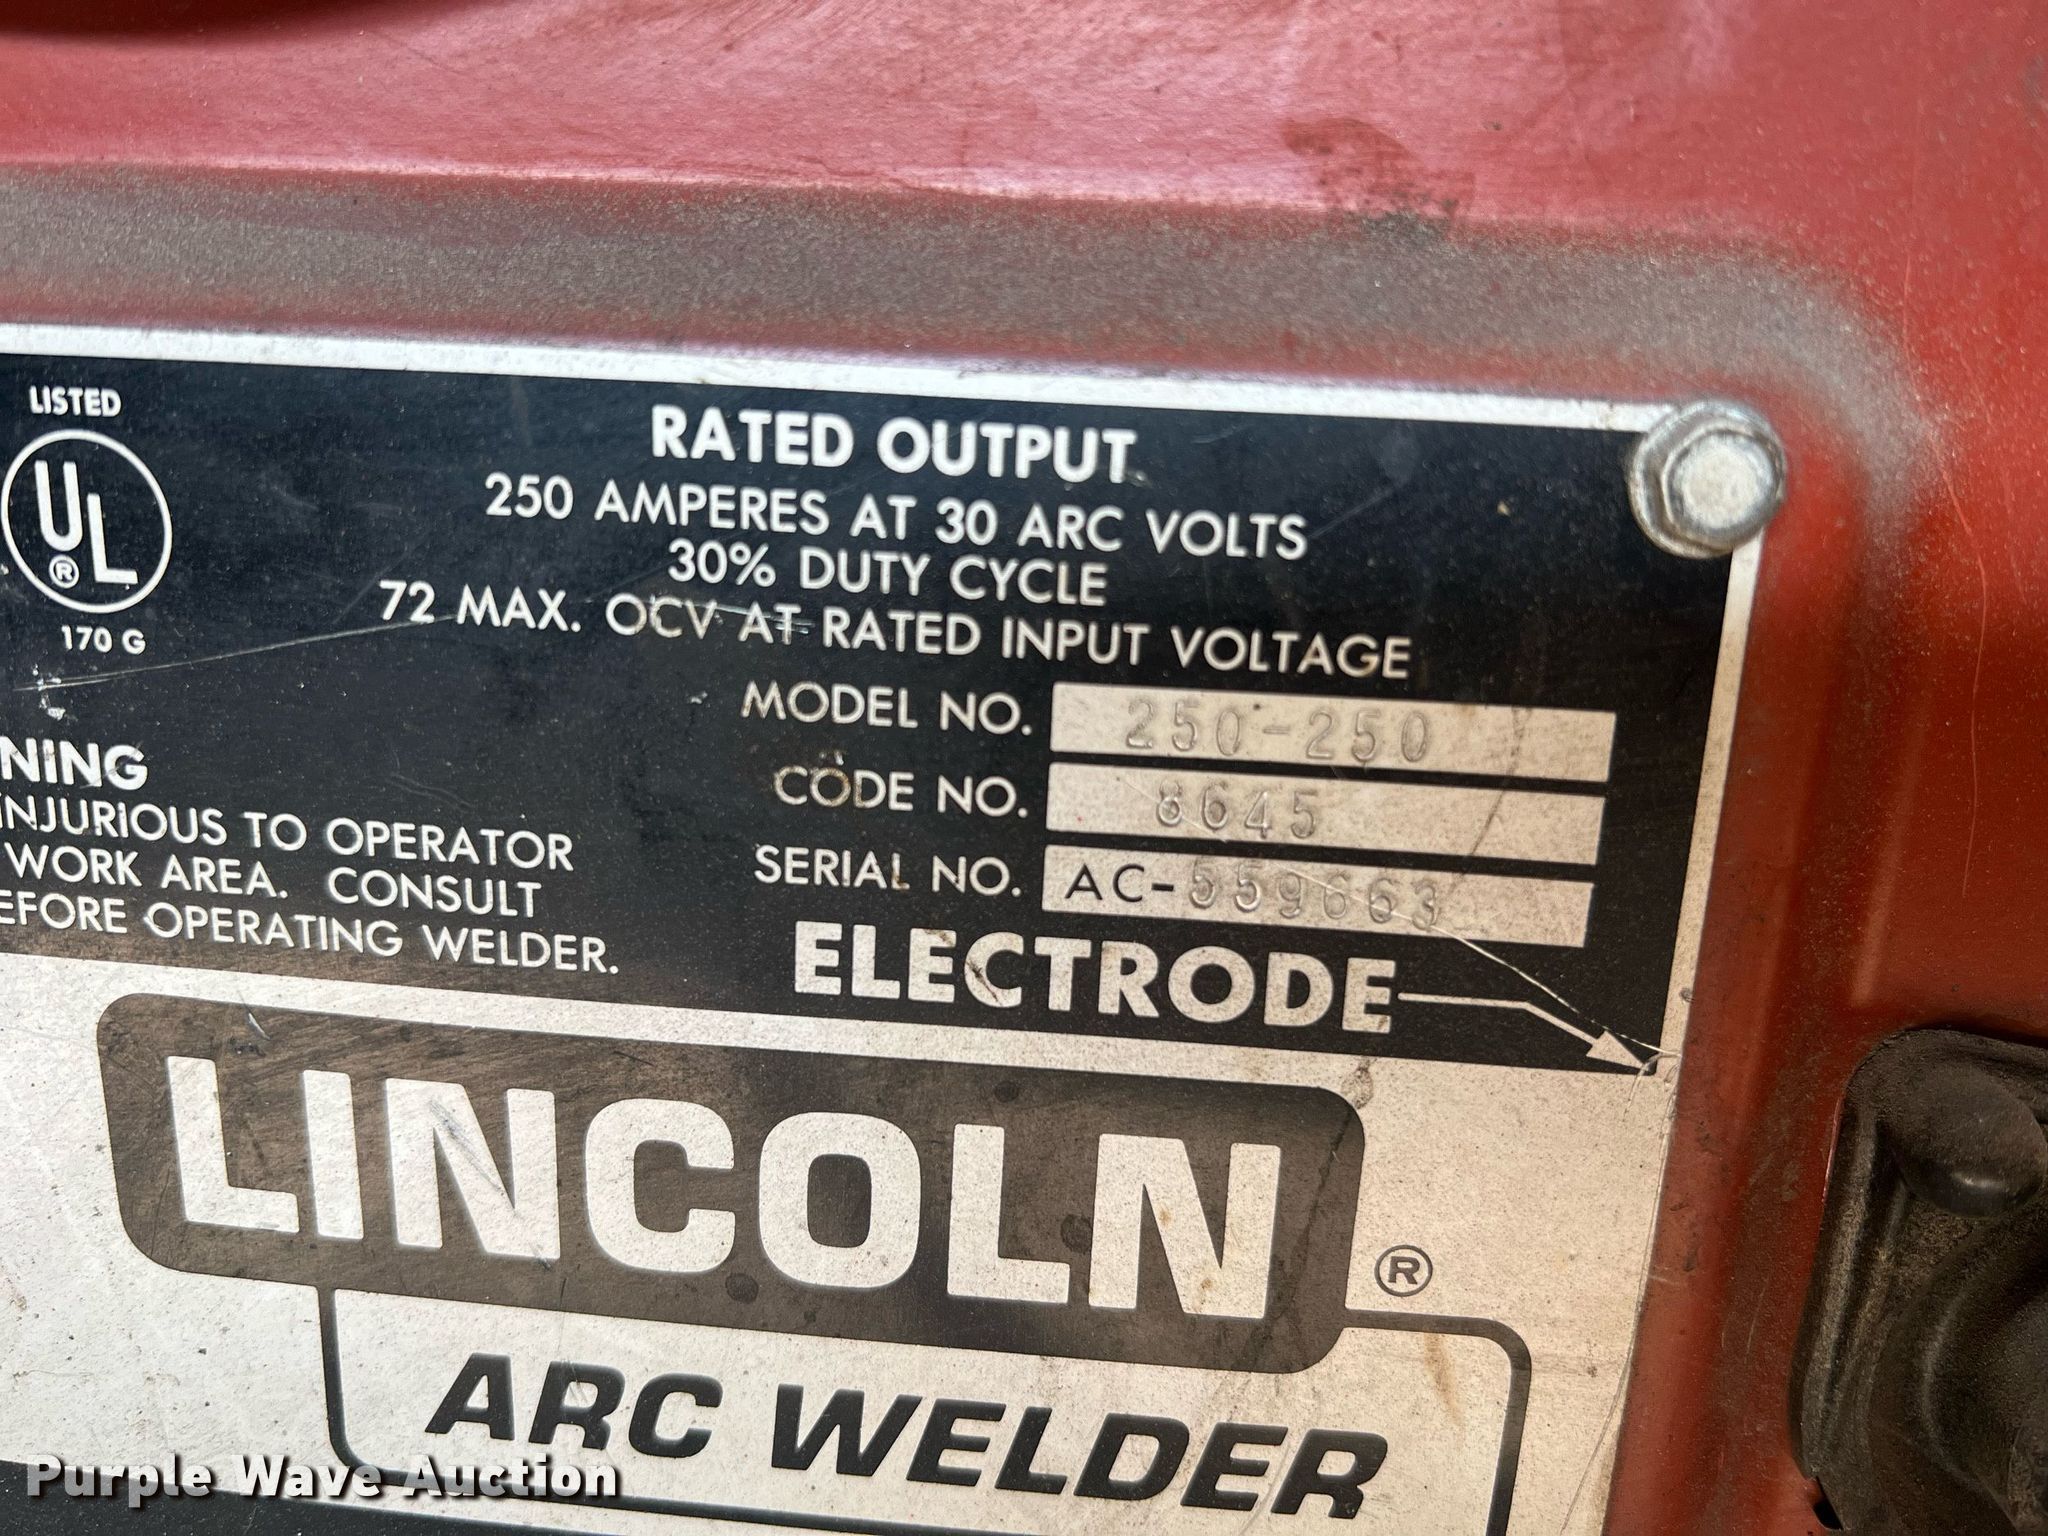 LISTED
UL
®
170 G
RATED OUTPUT
250 AMPERES AT 30 ARC VOLTS
30% DUTY CYCLE
72 MAX. OCV AT RATED INPUT VOLTAGE
MODEL NO. 250-250
CODE NO. 8645
SERIAL NO. AC-559663
ELECTRODE
NING
INJURIOUS TO OPERATOR
WORK AREA. CONSULT
EFORE OPERATING WELDER.
LINCOLN ®
ARC WELDER
Purple Wave Auction